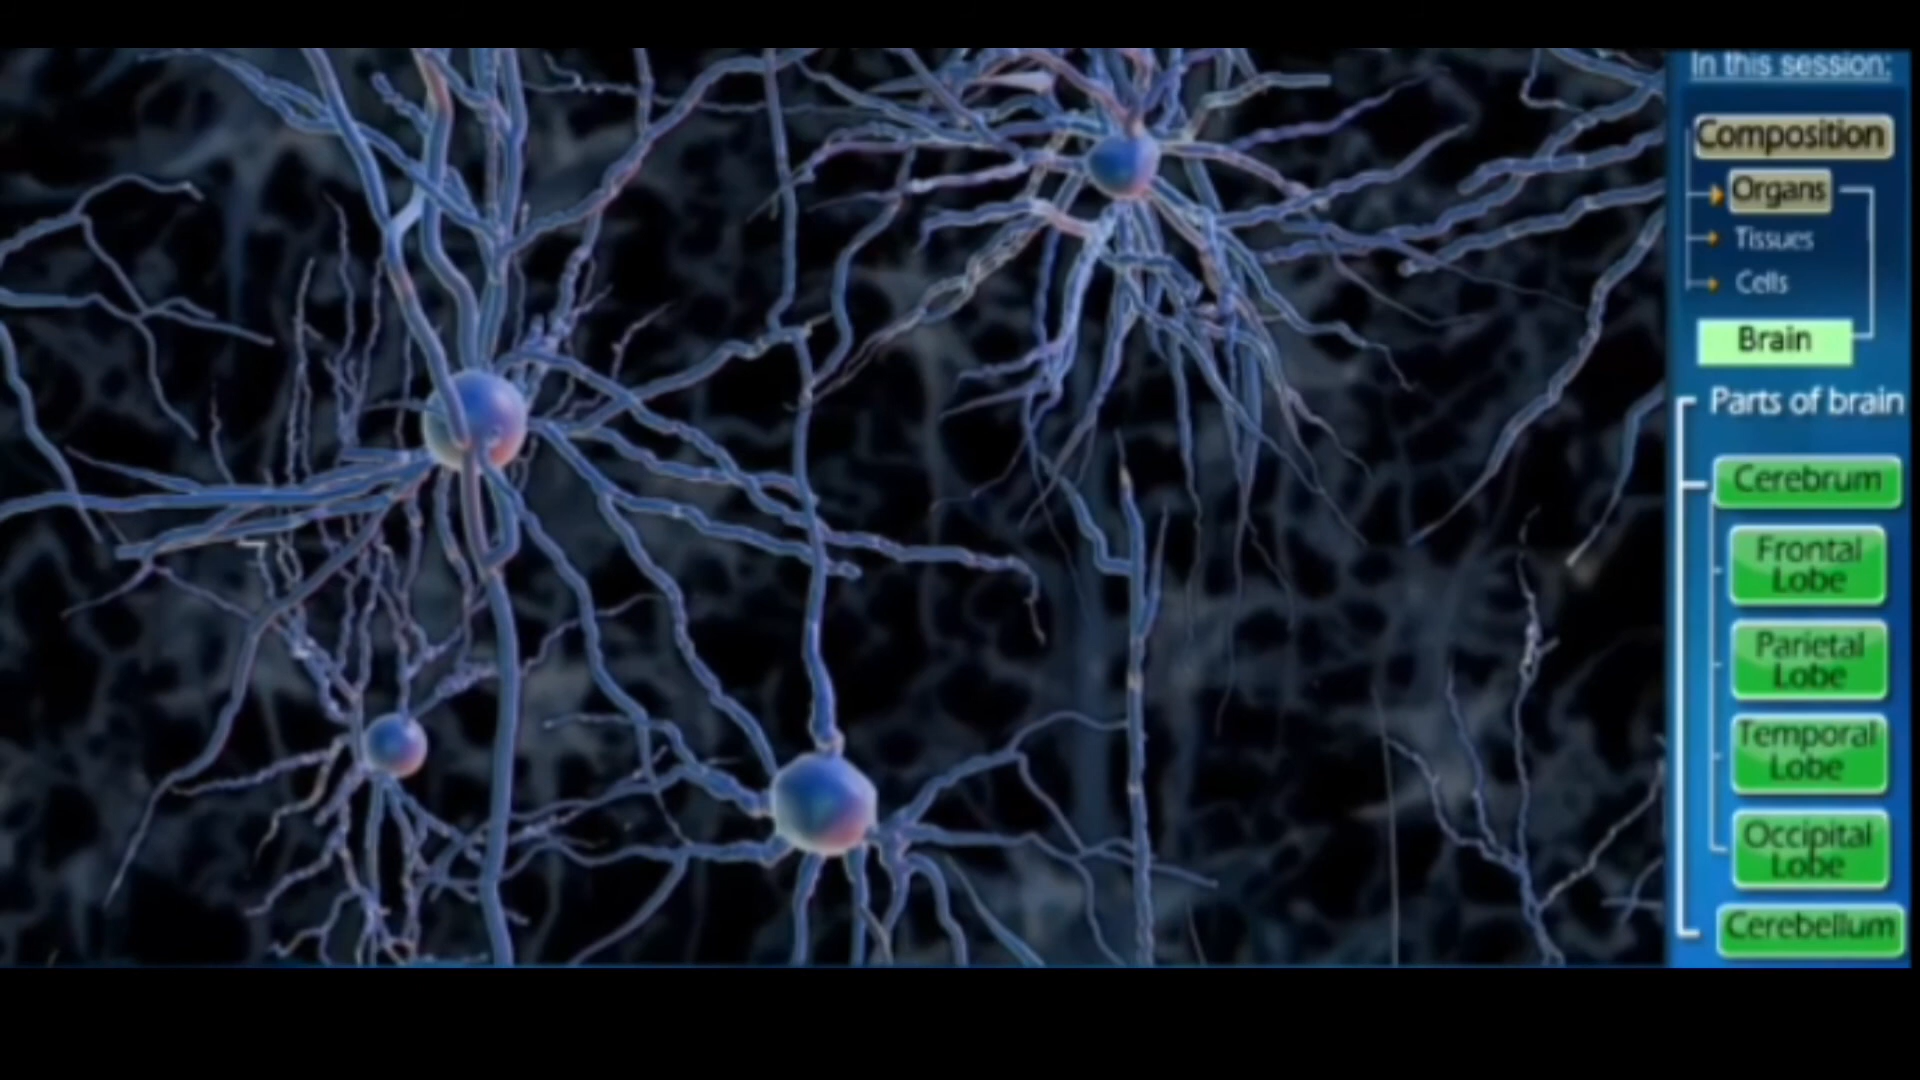 In this session:
Composition
Organs
Tissues
Cells
Brain
Parts of brain
Cerebrum
Frontal
Lobe
Parietal
Lobe
Temporal
Lobe
Occipital
Lobe
Cerebellum